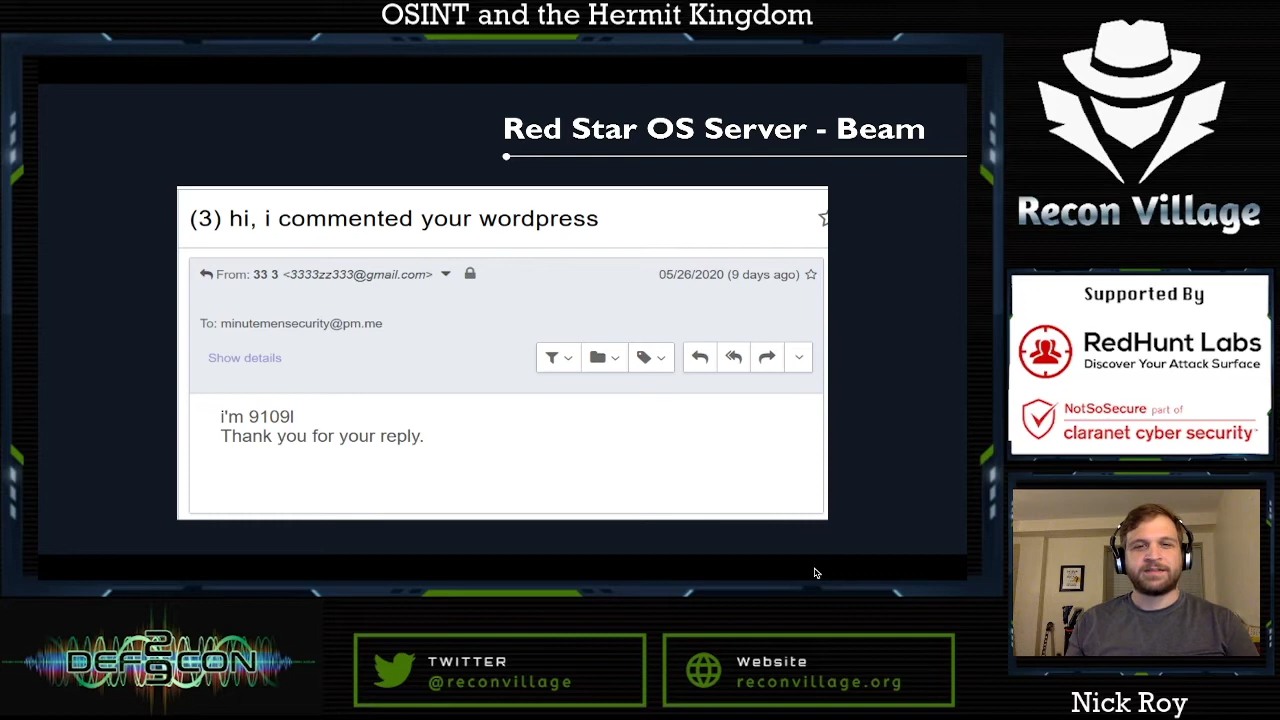 OSINT and the Hermit Kingdom
Red Star OS Server - Beam
(3) hi, i commented your wordpress
From: 33 3 <3333zz333@gmail.com>
05/26/2020 (9 days ago)
To: minutemensecurity@pm.me
Show details
i'm 9109I
Thank you for your reply.
Recon Village
Supported By
RedHunt Labs
Discover Your Attack Surface
NotSoSecure part of
claranet cyber security
DEFCON
TWITTER
@reconvillage
Website
reconvillage.org
Nick Roy